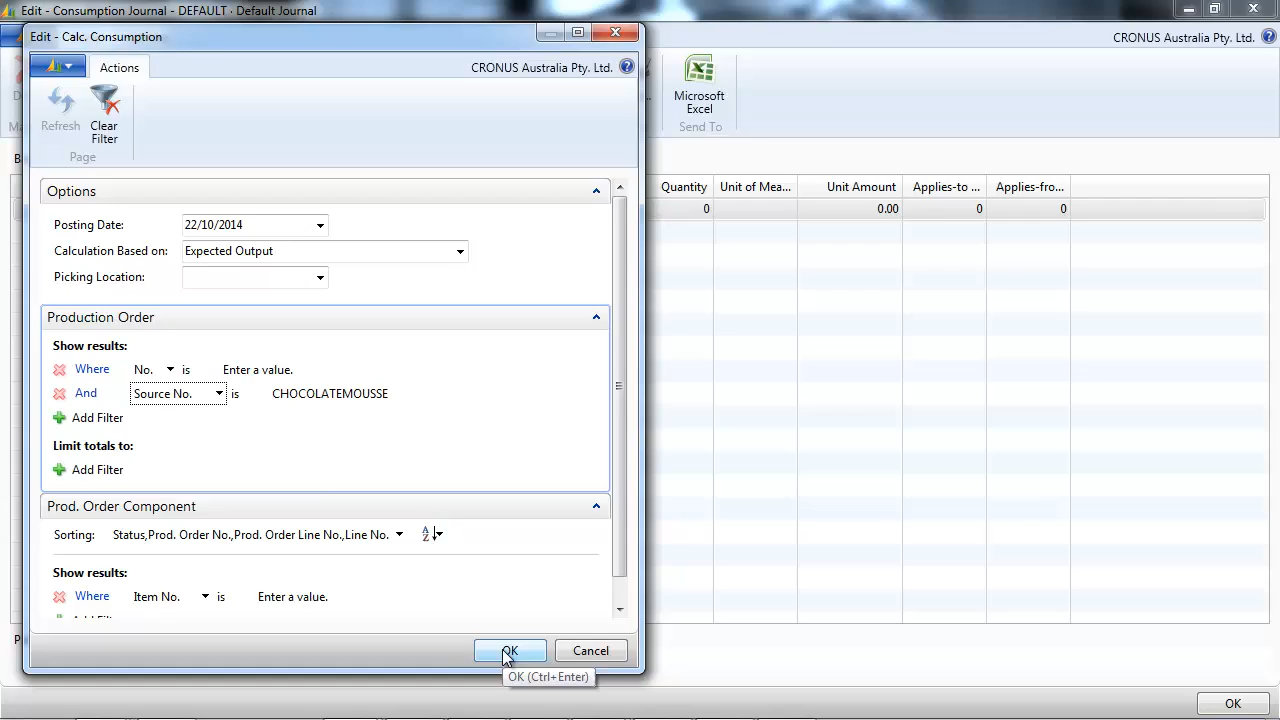 Edit - Consumption Journal - DEFAULT · Default Journal
Edit - Calc. Consumption
CRONUS Australia Pty. Ltd.
Actions
CRONUS Australia Pty. Ltd.
Refresh
Clear Filter
Page
Microsoft Excel
Send To
Options
Posting Date: 22/10/2014
Calculation Based on: Expected Output
Picking Location:
Quantity Unit of Mea... Unit Amount Applies-to ... Applies-fro...
0 0.00 0 0
Production Order
Show results:
Where No. is Enter a value.
And Source No. is CHOCOLATEMOUSSE
Add Filter
Limit totals to:
Add Filter
Prod. Order Component
Sorting: Status,Prod. Order No.,Prod. Order Line No.,Line No.
Show results:
Where Item No. is Enter a value.
OK Cancel
OK (Ctrl+Enter)
OK